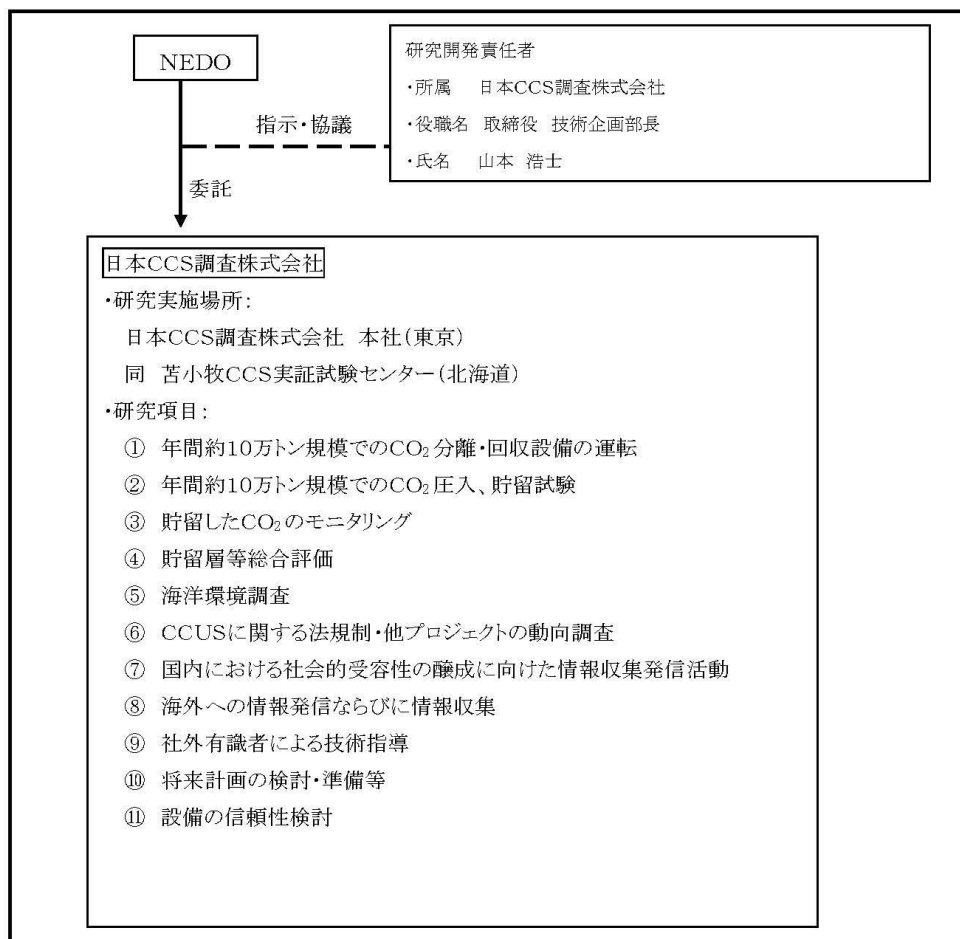 NEDO
研究開発責任者
・所属 日本CCS調査株式会社
・役職名 取締役 技術企画部長
・氏名 山本 浩士
指示・協議
委託
日本CCS調査株式会社
・研究実施場所:
日本CCS調査株式会社 本社(東京)
同 苫小牧CCS実証試験センター(北海道)
・研究項目:
① 年間約10万トン規模でのCO₂分離・回収設備の運転
② 年間約10万トン規模でのCO₂圧入、貯留試験
③ 貯留したCO₂のモニタリング
④ 貯留層等総合評価
⑤ 海洋環境調査
⑥ CCUSに関する法規制・他プロジェクトの動向調査
⑦ 国内における社会的受容性の醸成に向けた情報収集発信活動
⑧ 海外への情報発信ならびに情報収集
⑨ 社外有識者による技術指導
⑩ 将来計画の検討・準備等
⑪ 設備の信頼性検討